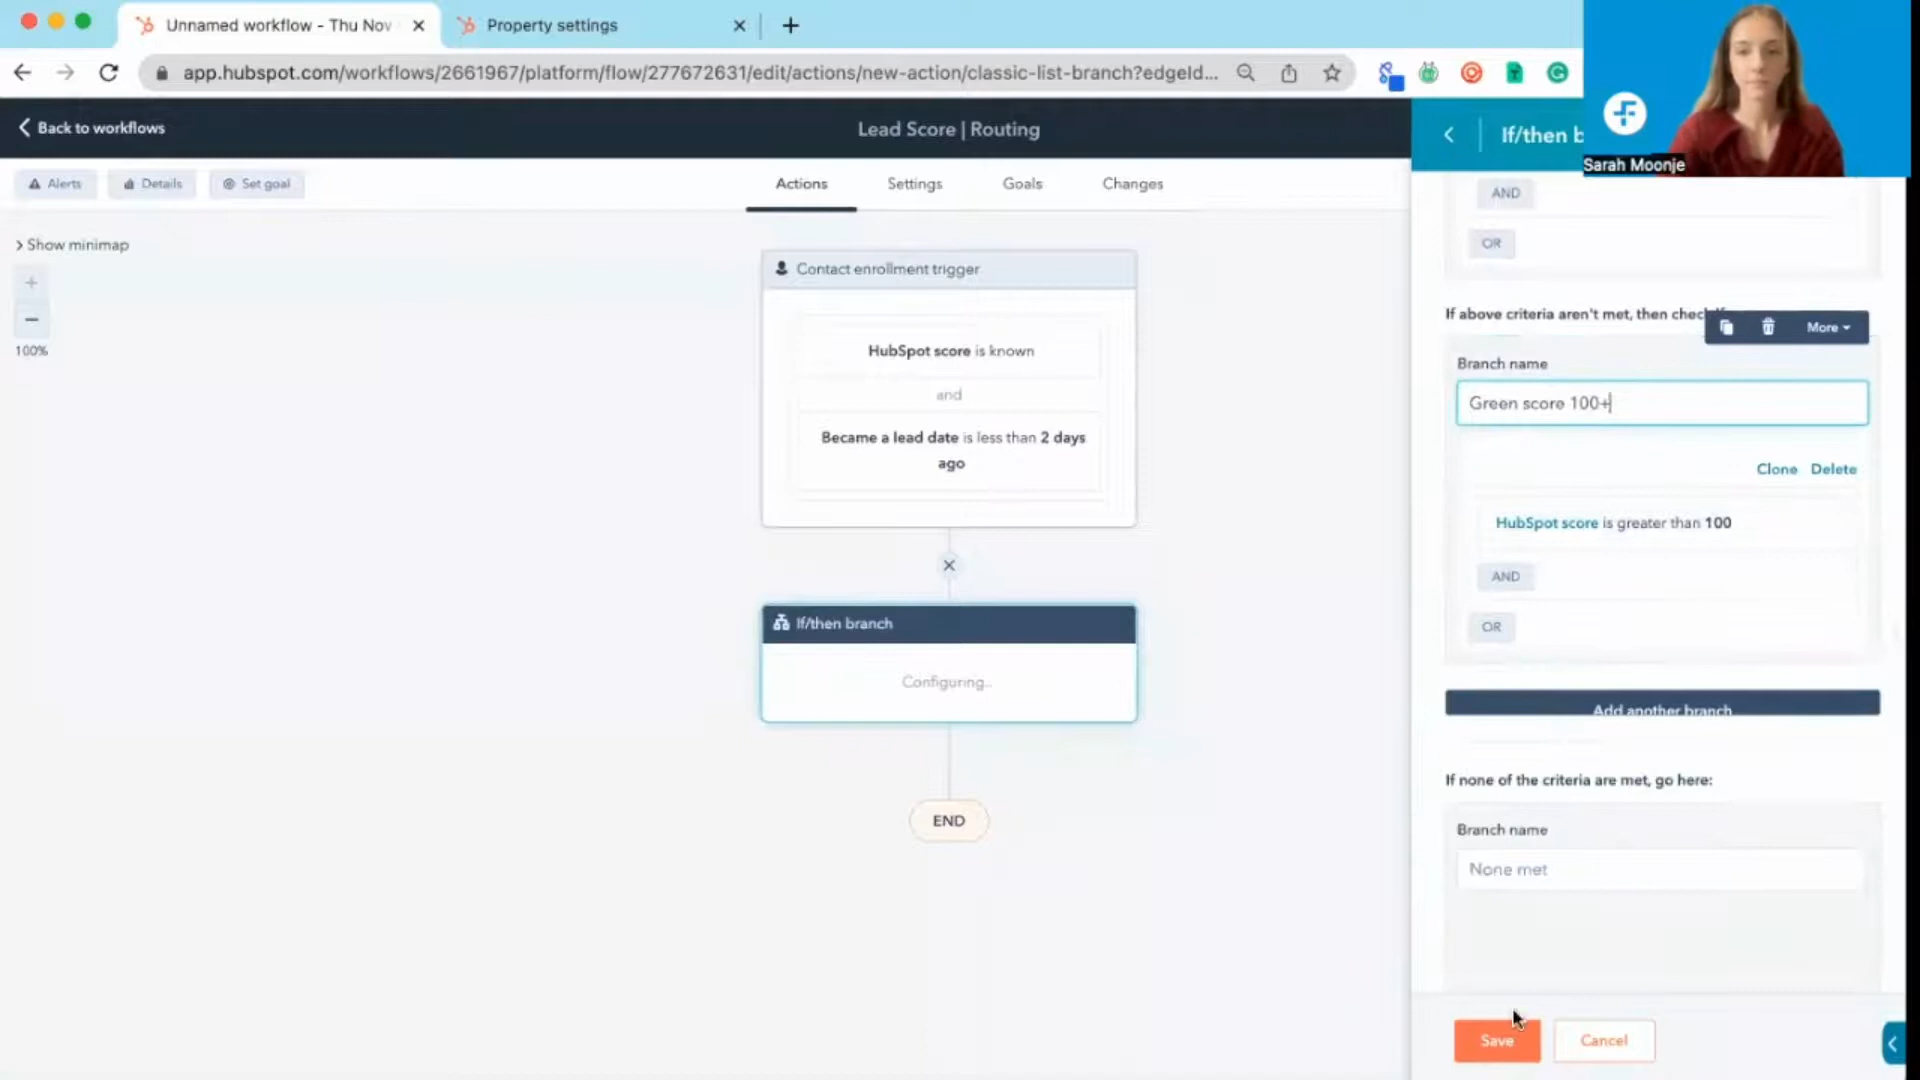 Unnamed workflow - Thu Nov
Property settings
app.hubspot.com/workflows/2661967/platform/flow/277672631/edit/actions/new-action/classic-list-branch?edgeId...
Back to workflows
Lead Score | Routing
If/then b
Sarah Moonje
Alerts
Details
Set goal
Actions
Settings
Goals
Changes
Show minimap
100%
Contact enrollment trigger
HubSpot score is known
and
Became a lead date is less than 2 days
ago
If/then branch
Configuring..
END
AND
OR
If above criteria aren't met, then check
More
Branch name
Green score 100+
Clone Delete
HubSpot score is greater than 100
AND
OR
Add another branch
If none of the criteria are met, go here:
Branch name
None met
Save
Cancel